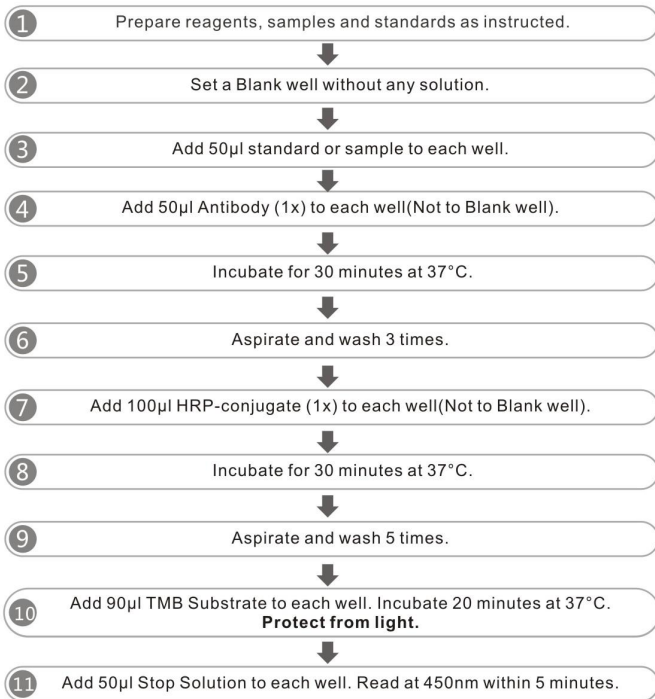 1 Prepare reagents, samples and standards as instructed.
2 Set a Blank well without any solution.
3 Add 50μl standard or sample to each well.
4 Add 50μl Antibody (1x) to each well(Not to Blank well).
5 Incubate for 30 minutes at 37°C.
6 Aspirate and wash 3 times.
7 Add 100μl HRP-conjugate (1x) to each well(Not to Blank well).
8 Incubate for 30 minutes at 37°C.
9 Aspirate and wash 5 times.
10 Add 90μl TMB Substrate to each well. Incubate 20 minutes at 37°C.
Protect from light.
11 Add 50μl Stop Solution to each well. Read at 450nm within 5 minutes.